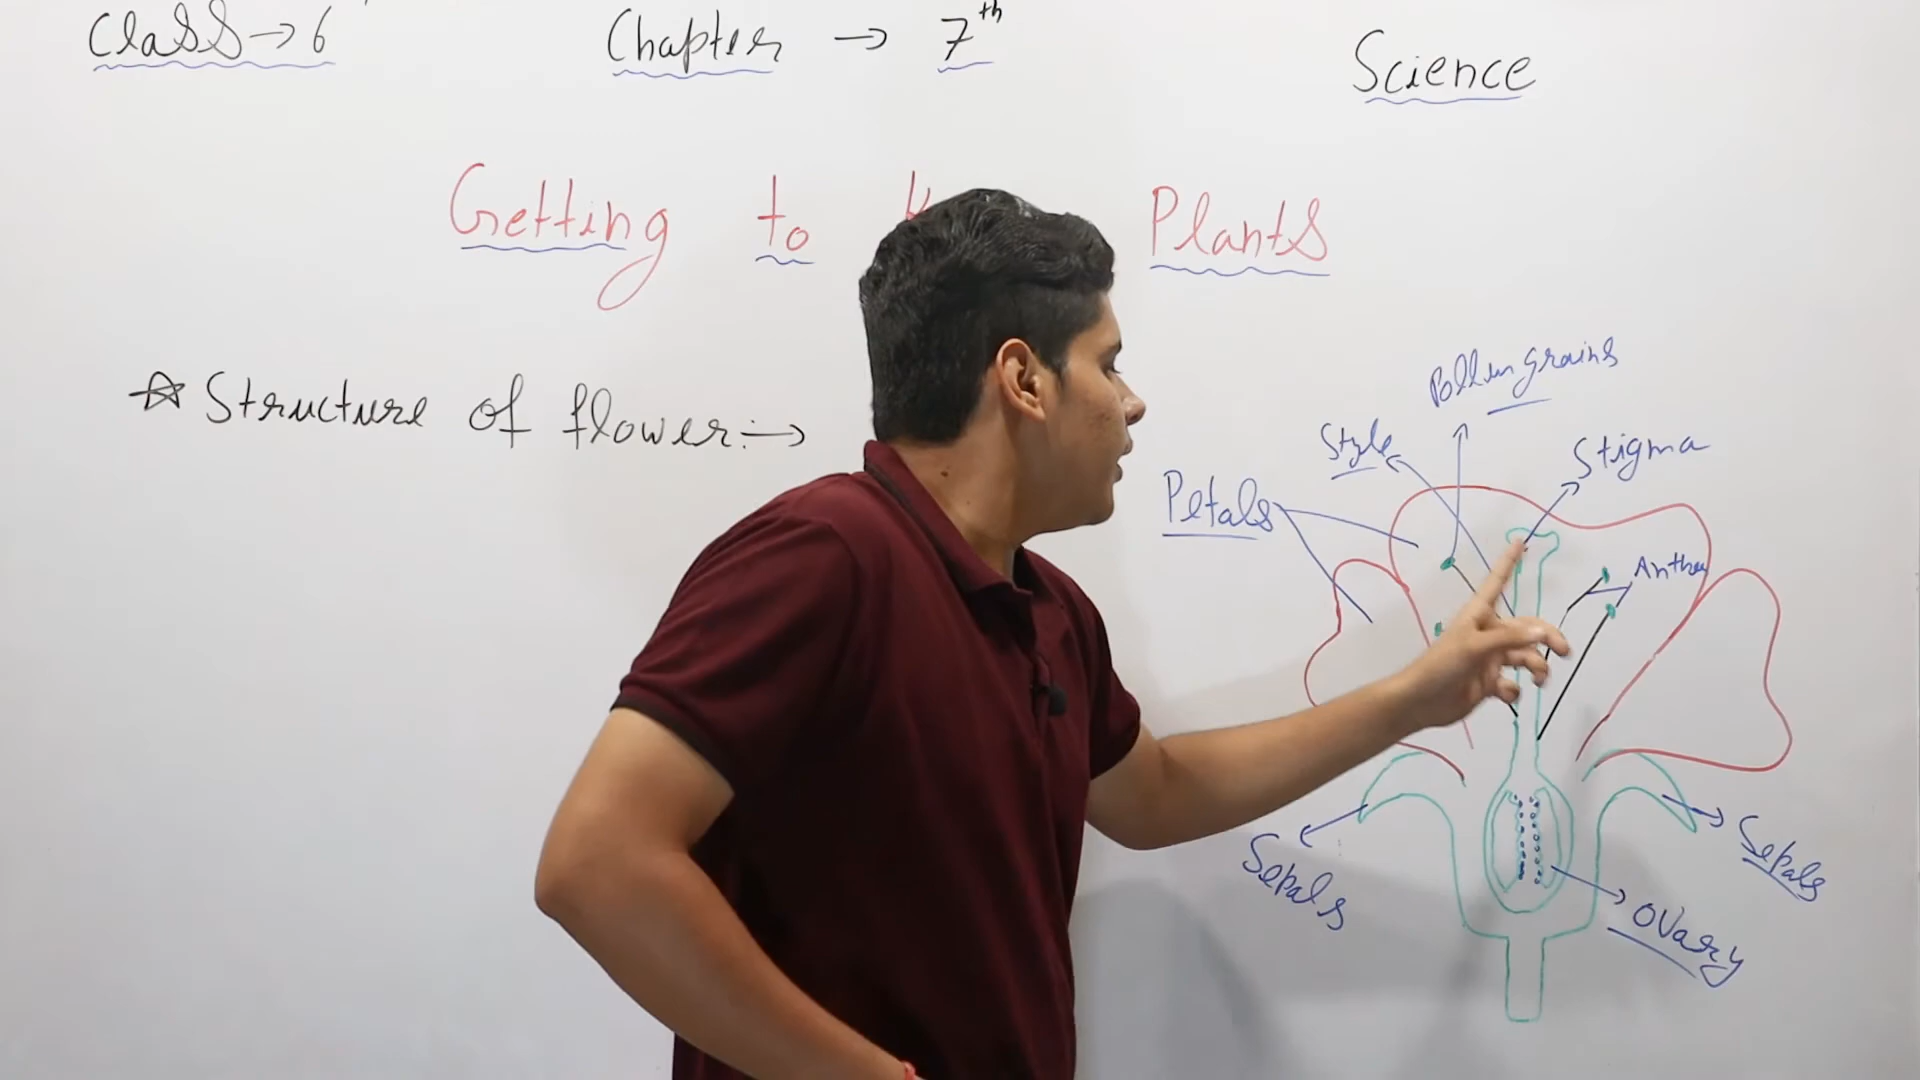 Class → 6
Chapter → 7th
Science
Getting to Plants
☆ Structure of flower :→
Pollen grains
Style
Stigma
Petals
Anther
Sepals
Sepals
Ovary